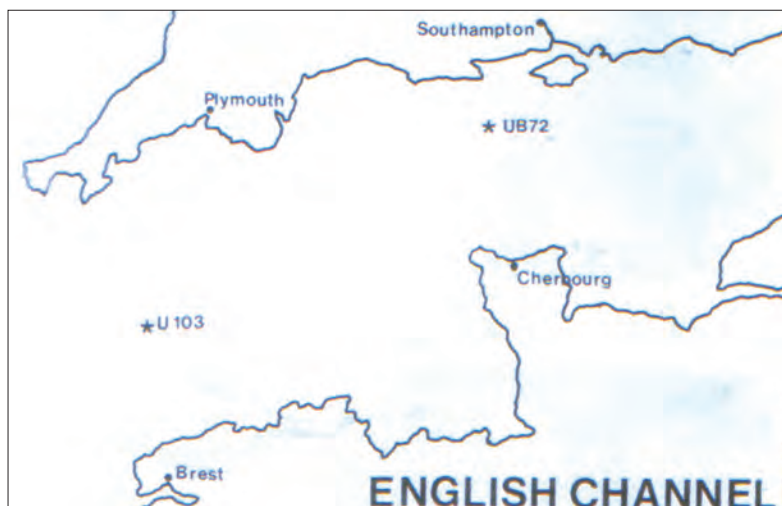 Southampton
Plymouth
UB72
Cherbourg
U 103
Brest
ENGLISH CHANNEL